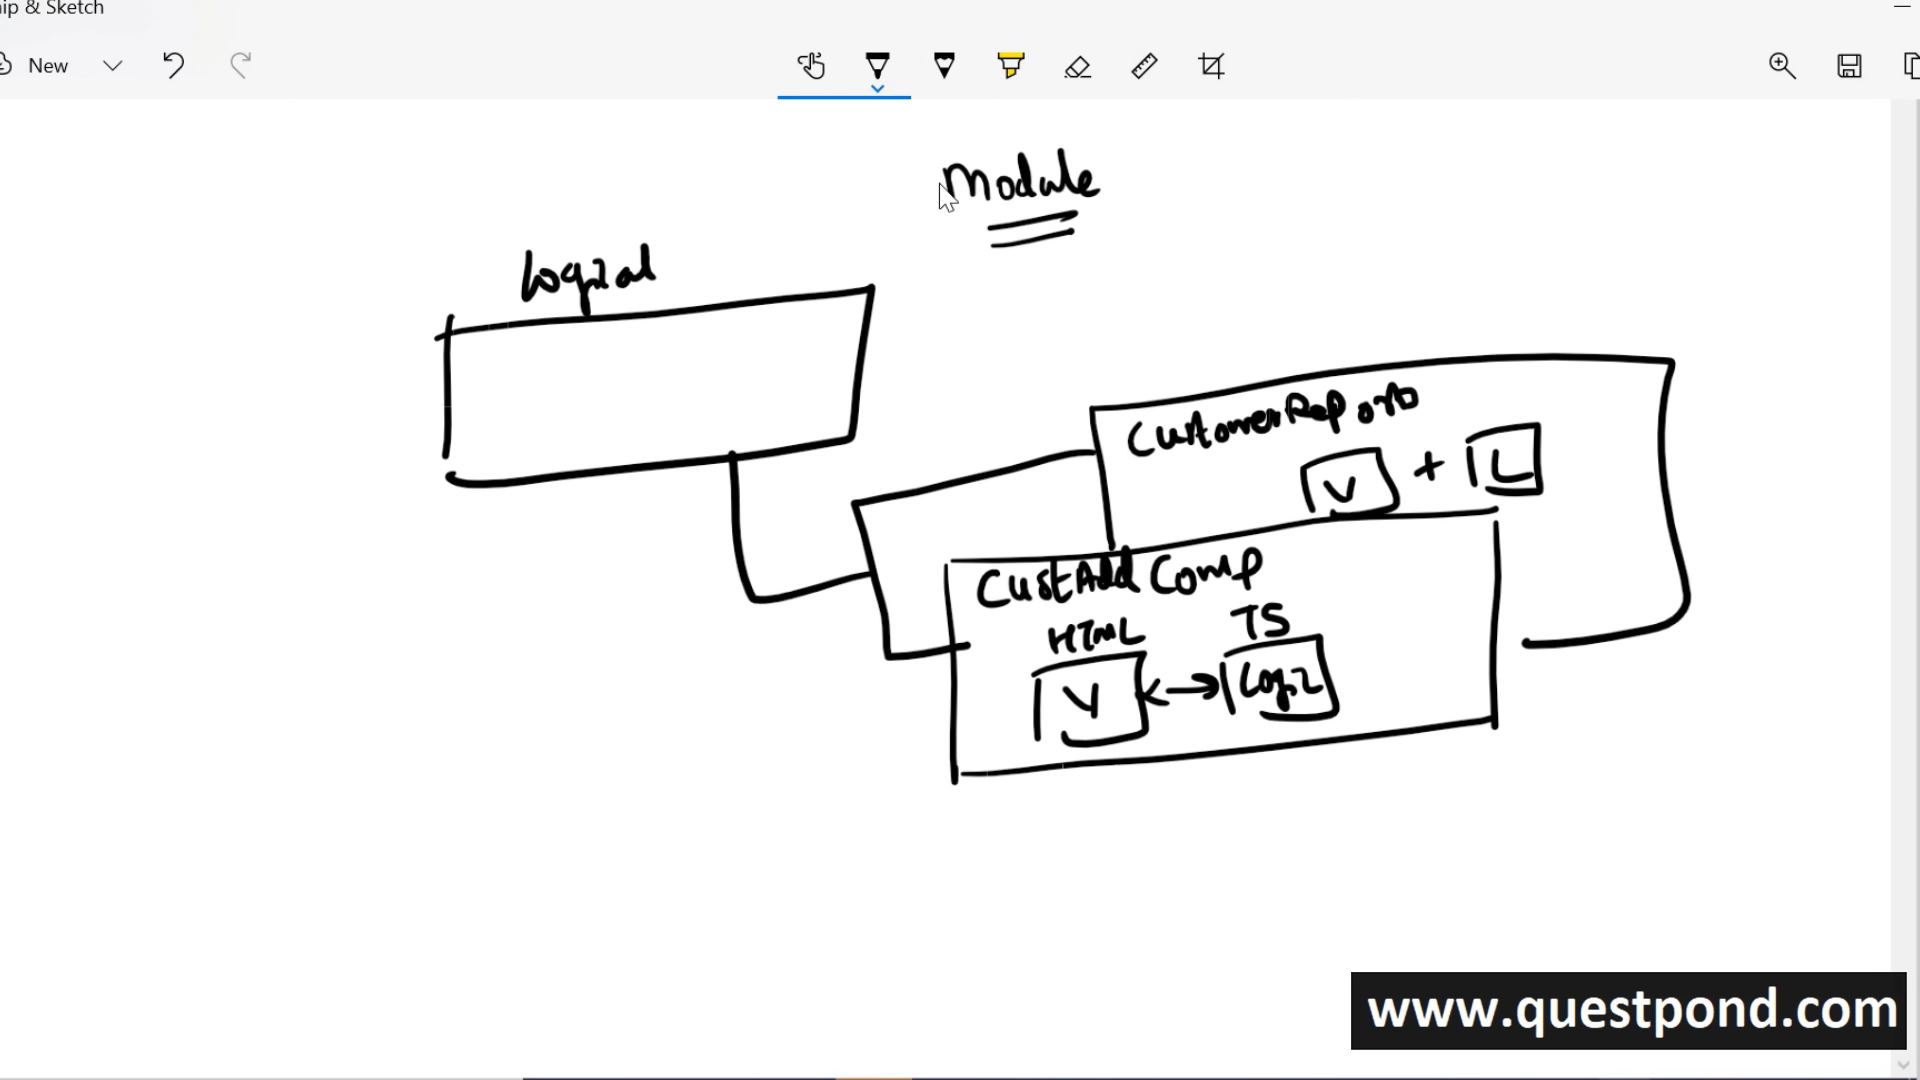 ip & Sketch
New
Module
Logical
CustomerReports
V + L
CustAdd Comp
HTML TS
V Logic
www.questpond.com